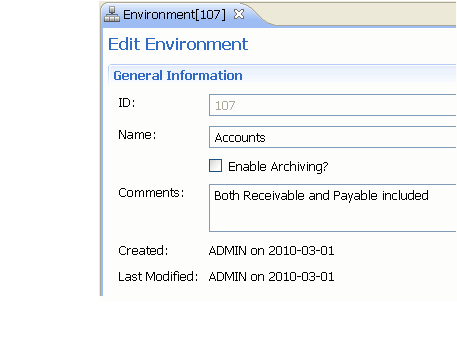 Environment[107]
Edit Environment
General Information
ID: 107
Name: Accounts
Enable Archiving?
Comments: Both Receivable and Payable included
Created: ADMIN on 2010-03-01
Last Modified: ADMIN on 2010-03-01